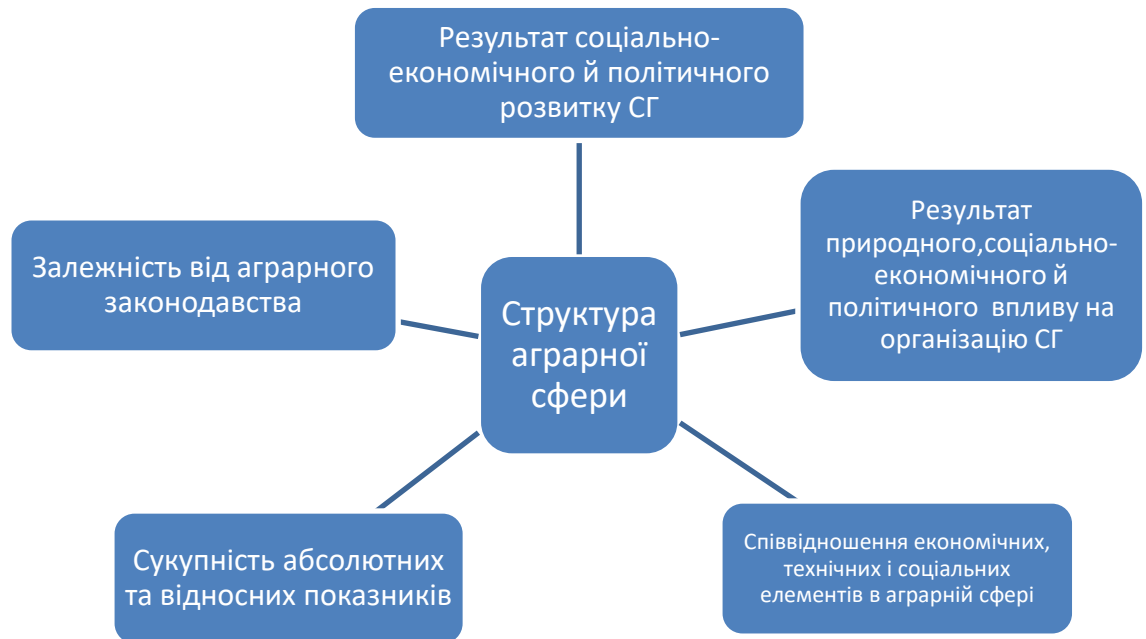 Результат соціально-
економічного й політичного
розвитку СГ
Результат
природного,соціально-
економічного й
політичного впливу на
організацію СГ
Залежність від аграрного
законодавства
Структура
аграрної
сфери
Сукупність абсолютних
та відносних показників
Співвідношення економічних,
технічних і соціальних
елементів в аграрній сфері